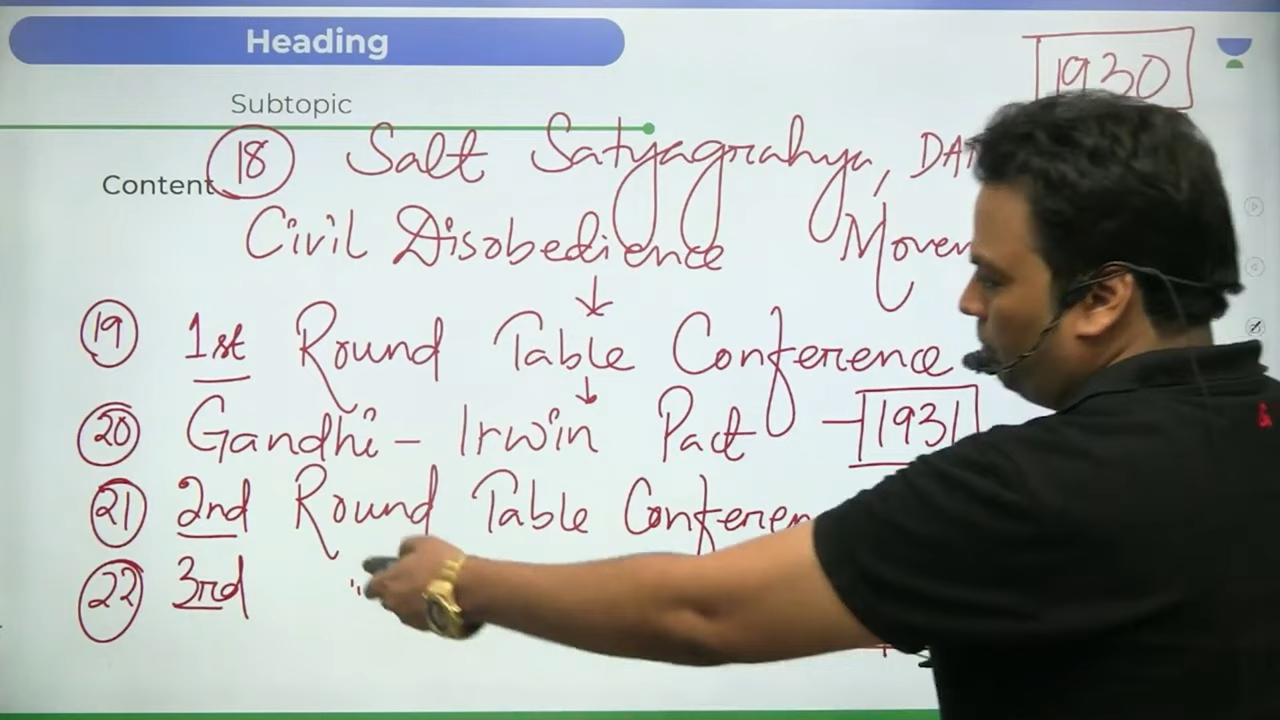 Heading
1930
Subtopic
18 Salt Satyagrahya,
Content
Civil Disobedience
19 1st Round Table Conference
20 Gandhi - Irwin Pact - 1931
21 2nd Round Table
22 3rd "